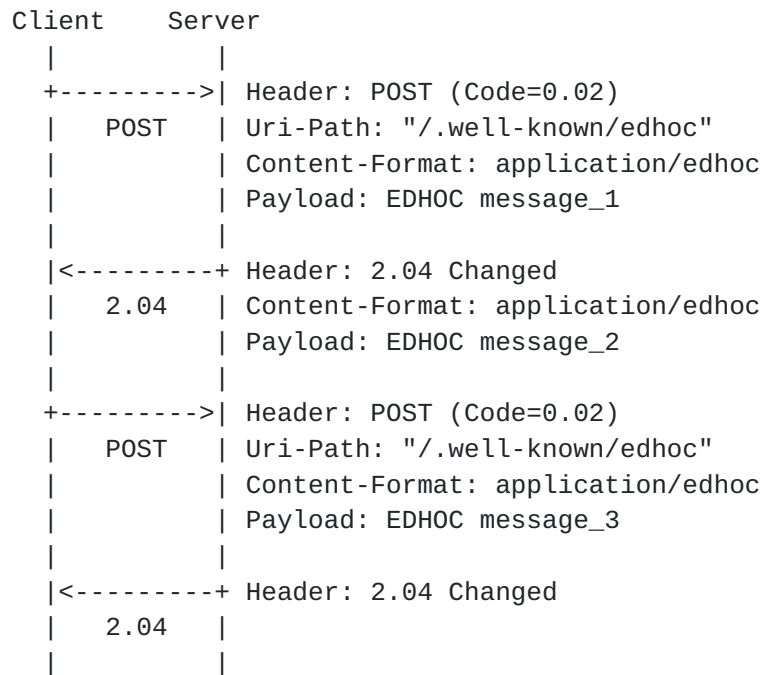 Client    Server
  |          |
  +--------->| Header: POST (Code=0.02)
  |   POST   | Uri-Path: "/.well-known/edhoc"
  |          | Content-Format: application/edhoc
  |          | Payload: EDHOC message_1
  |          |
  |<---------+ Header: 2.04 Changed
  |   2.04   | Content-Format: application/edhoc
  |          | Payload: EDHOC message_2
  |          |
  +--------->| Header: POST (Code=0.02)
  |   POST   | Uri-Path: "/.well-known/edhoc"
  |          | Content-Format: application/edhoc
  |          | Payload: EDHOC message_3
  |          |
  |<---------+ Header: 2.04 Changed
  |   2.04   |
  |          |